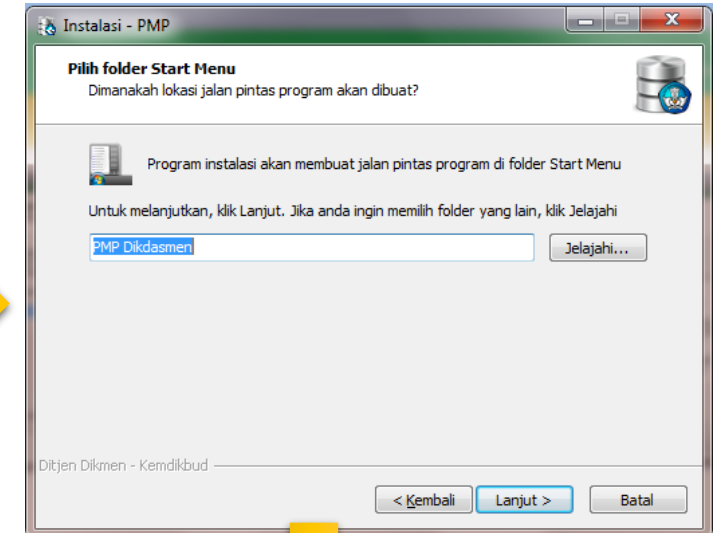 Instalasi - PMP
Pilih folder Start Menu
Dimanakah lokasi jalan pintas program akan dibuat?
Program instalasi akan membuat jalan pintas program di folder Start Menu
Untuk melanjutkan, klik Lanjut. Jika anda ingin memilih folder yang lain, klik Jelajahi
PMP Dikdasmen
Jelajahi...
Ditjen Dikmen - Kemdikbud
< Kembali
Lanjut >
Batal